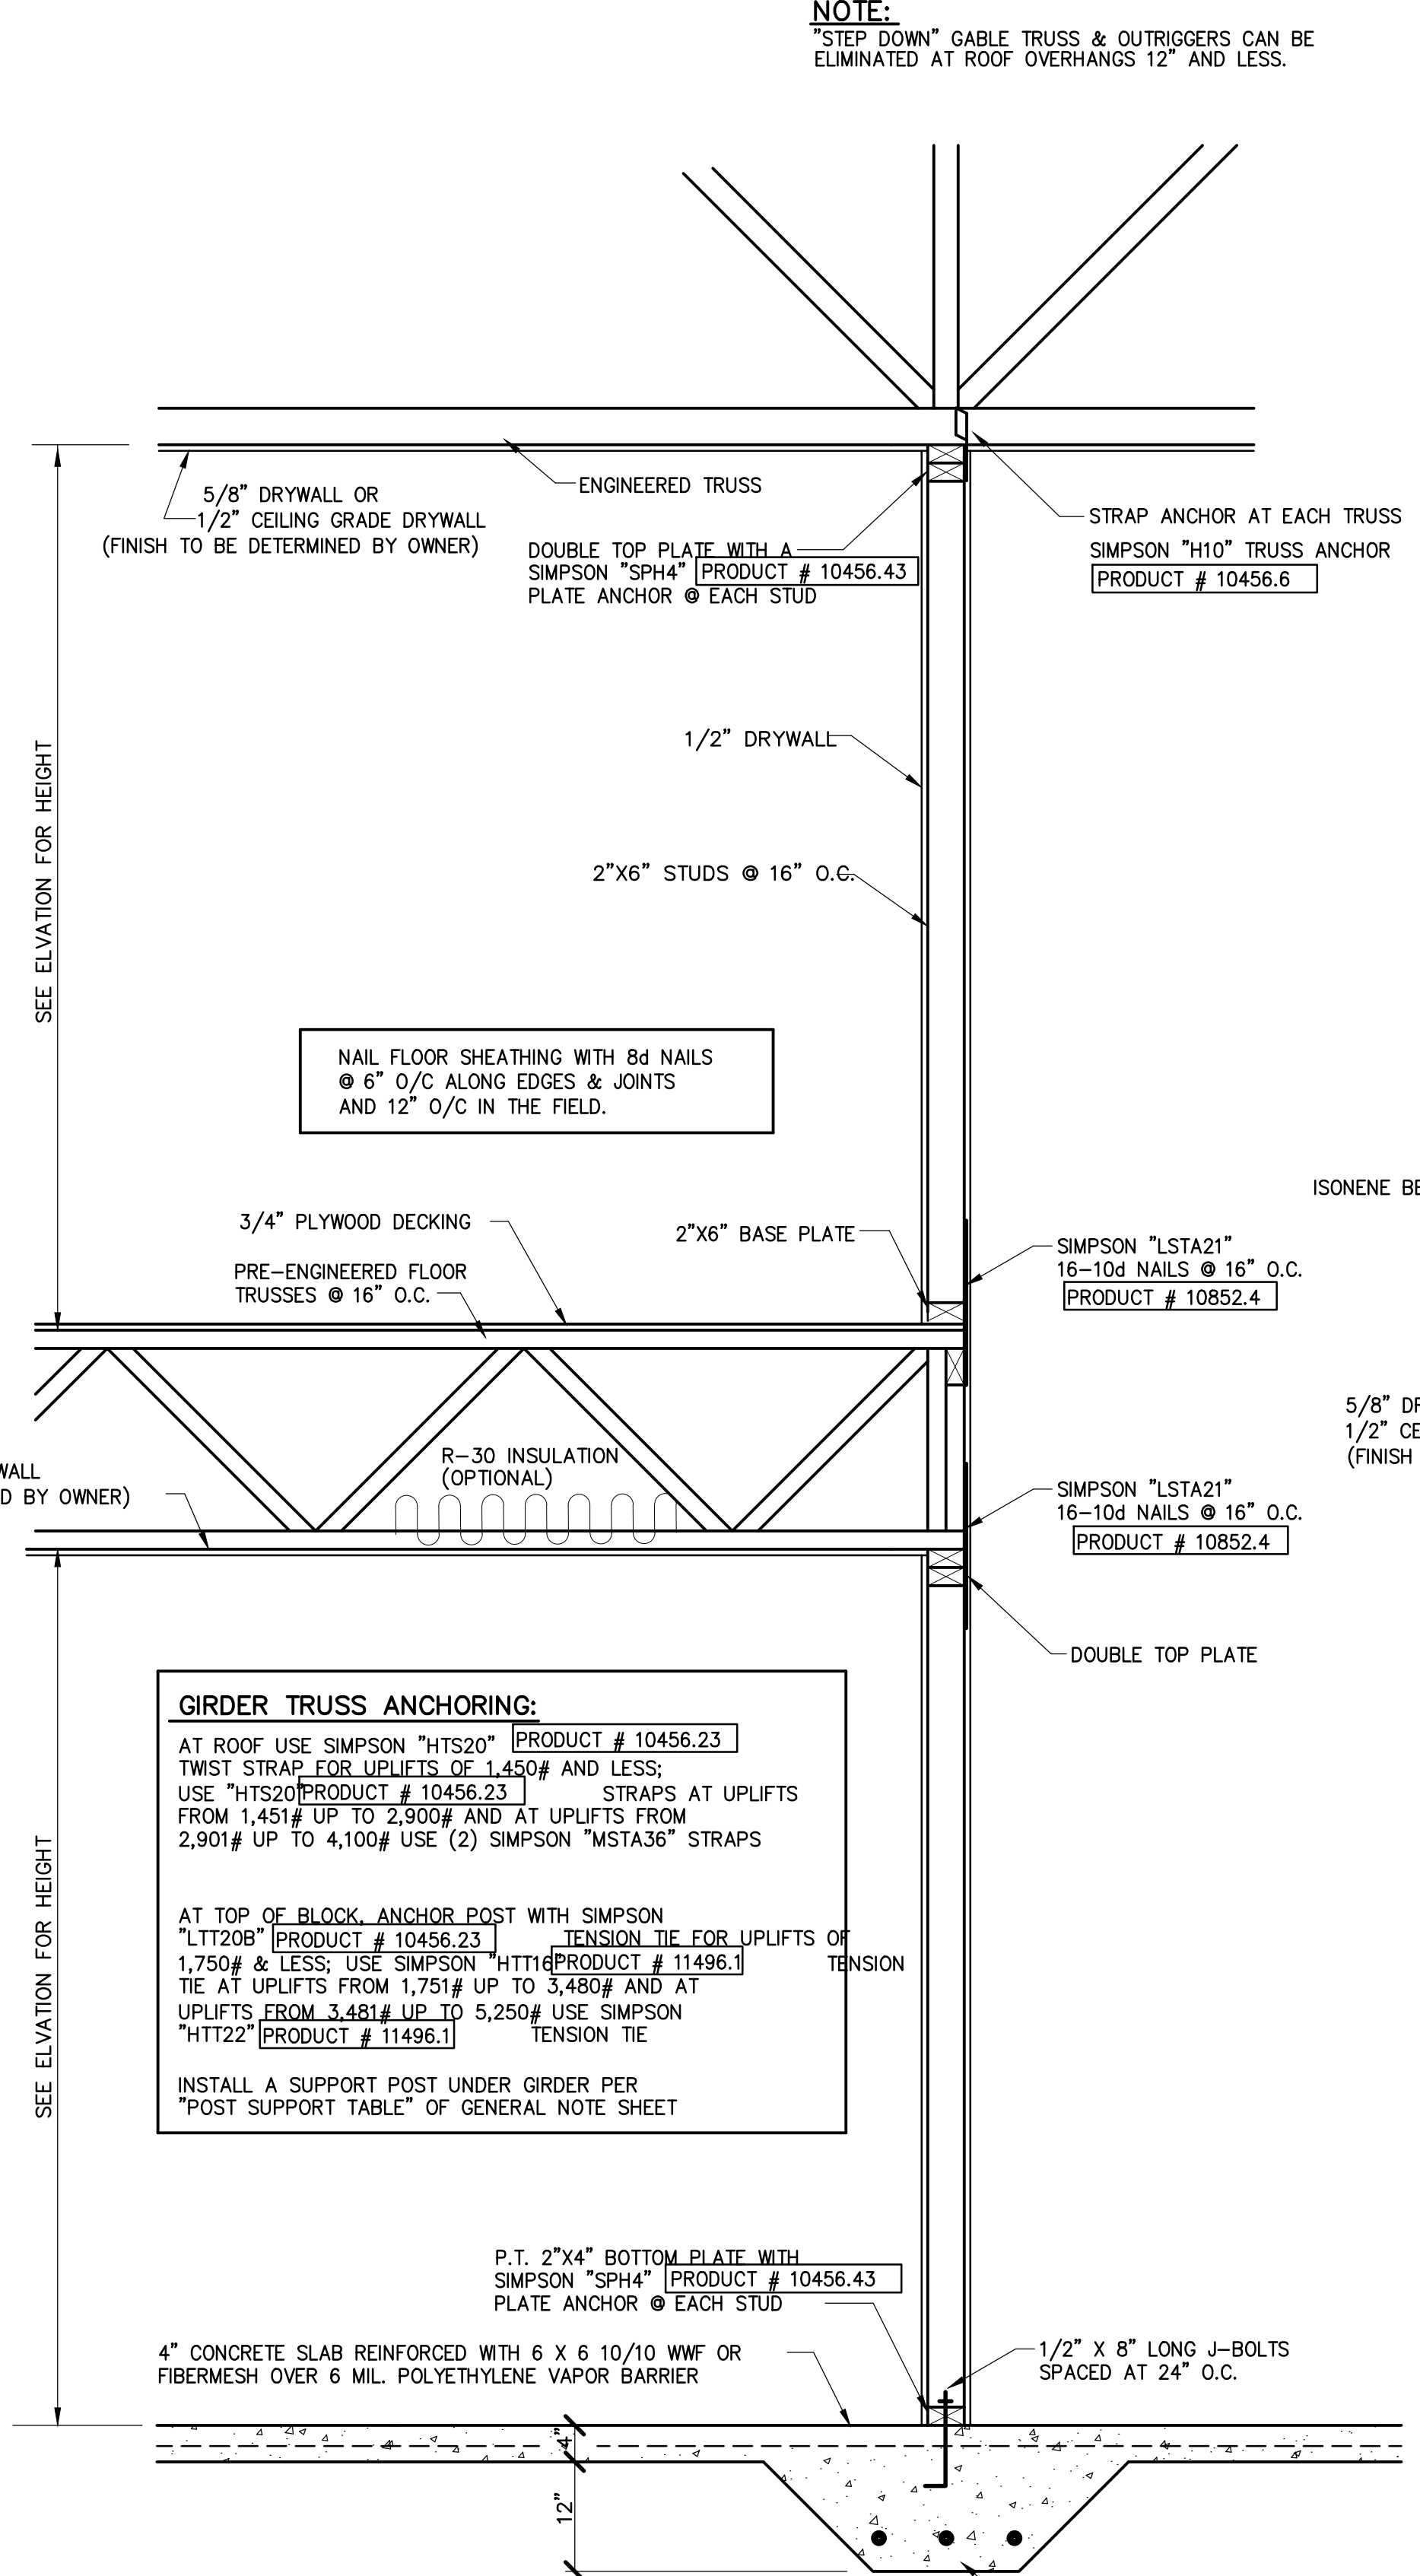 NOTE:
"STEP DOWN" GABLE TRUSS & OUTRIGGERS CAN BE
ELIMINATED AT ROOF OVERHANGS 12" AND LESS.
ENGINEERED TRUSS
5/8" DRYWALL OR
1/2" CEILING GRADE DRYWALL
(FINISH TO BE DETERMINED BY OWNER)
DOUBLE TOP PLATE WITH A
SIMPSON "SPH4" PRODUCT # 10456.43
PLATE ANCHOR @ EACH STUD
STRAP ANCHOR AT EACH TRUSS
SIMPSON "H10" TRUSS ANCHOR
PRODUCT # 10456.6
1/2" DRYWALL
SEE ELVATION FOR HEIGHT
2"X6" STUDS @ 16" O.C.
NAIL FLOOR SHEATHING WITH 8d NAILS
@ 6" O/C ALONG EDGES & JOINTS
AND 12" O/C IN THE FIELD.
ISONENE BE
3/4" PLYWOOD DECKING
2"X6" BASE PLATE
SIMPSON "LSTA21"
16-10d NAILS @ 16" O.C.
PRODUCT # 10852.4
PRE-ENGINEERED FLOOR
TRUSSES @ 16" O.C.
5/8" DR
1/2" CE
(FINISH
R-30 INSULATION
(OPTIONAL)
WALL
D BY OWNER)
SIMPSON "LSTA21"
16-10d NAILS @ 16" O.C.
PRODUCT # 10852.4
DOUBLE TOP PLATE
GIRDER TRUSS ANCHORING:
AT ROOF USE SIMPSON "HTS20" PRODUCT # 10456.23
TWIST STRAP FOR UPLIFTS OF 1,450# AND LESS;
USE "HTS20" PRODUCT # 10456.23 STRAPS AT UPLIFTS
FROM 1,451# UP TO 2,900# AND AT UPLIFTS FROM
2,901# UP TO 4,100# USE (2) SIMPSON "MSTA36" STRAPS
AT TOP OF BLOCK, ANCHOR POST WITH SIMPSON
"LTT20B" PRODUCT # 10456.23 TENSION TIE FOR UPLIFTS OF
1,750# & LESS; USE SIMPSON "HTT16" PRODUCT # 11496.1 TENSION
TIE AT UPLIFTS FROM 1,751# UP TO 3,480# AND AT
UPLIFTS FROM 3,481# UP TO 5,250# USE SIMPSON
"HTT22" PRODUCT # 11496.1 TENSION TIE
INSTALL A SUPPORT POST UNDER GIRDER PER
"POST SUPPORT TABLE" OF GENERAL NOTE SHEET
SEE ELVATION FOR HEIGHT
P.T. 2"X4" BOTTOM PLATE WITH
SIMPSON "SPH4" PRODUCT # 10456.43
PLATE ANCHOR @ EACH STUD
4" CONCRETE SLAB REINFORCED WITH 6 X 6 10/10 WWF OR
FIBERMESH OVER 6 MIL. POLYETHYLENE VAPOR BARRIER
1/2" X 8" LONG J-BOLTS
SPACED AT 24" O.C.
4"
12"